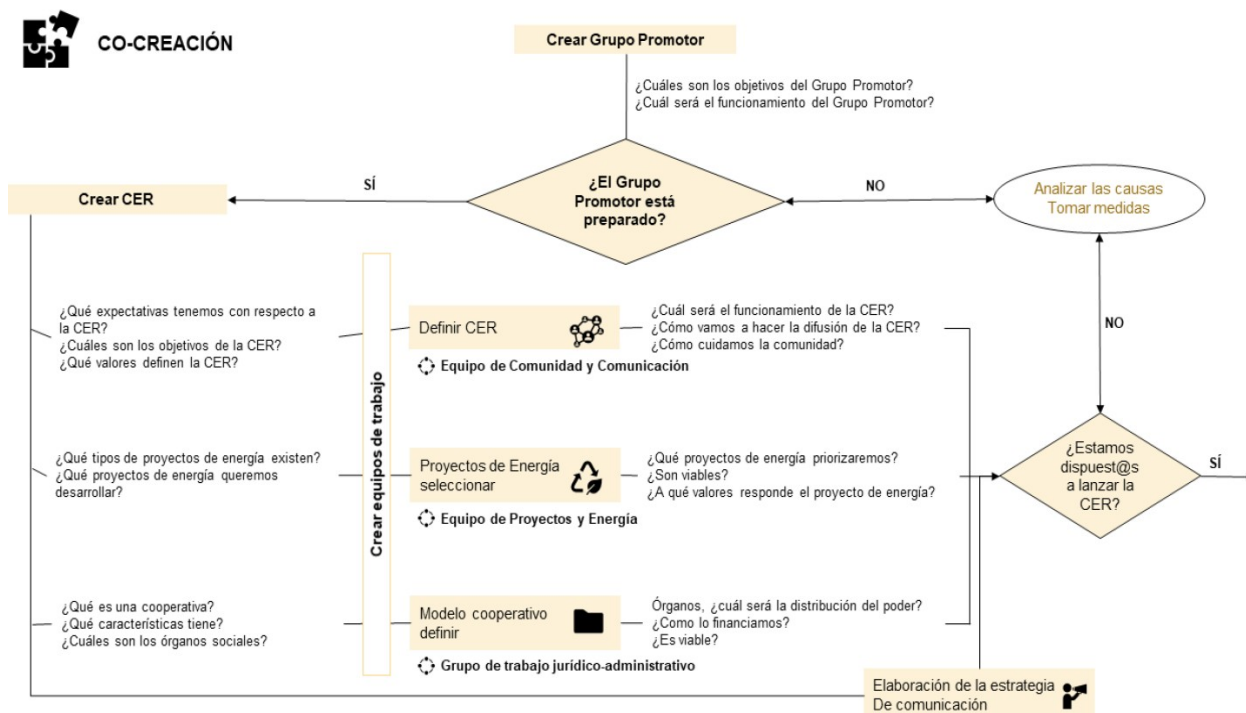 CO-CREACIÓN
Crear Grupo Promotor
¿Cuáles son los objetivos del Grupo Promotor?
¿Cuál será el funcionamiento del Grupo Promotor?
¿El Grupo
Promotor está
preparado?
SÍ
NO
Crear CER
Analizar las causas
Tomar medidas
Crear equipos de trabajo
¿Qué expectativas tenemos con respecto a
la CER?
¿Cuáles son los objetivos de la CER?
¿Qué valores definen la CER?
Definir CER
Equipo de Comunidad y Comunicación
¿Cuál será el funcionamiento de la CER?
¿Cómo vamos a hacer la difusión de la CER?
¿Cómo cuidamos la comunidad?
NO
¿Qué tipos de proyectos de energía existen?
¿Qué proyectos de energía queremos
desarrollar?
Proyectos de Energía
seleccionar
Equipo de Proyectos y Energía
¿Qué proyectos de energía priorizaremos?
¿Son viables?
¿A qué valores responde el proyecto de energía?
¿Estamos
dispuest@s
a lanzar la
CER?
SÍ
¿Qué es una cooperativa?
¿Qué características tiene?
¿Cuáles son los órganos sociales?
Modelo cooperativo
definir
Grupo de trabajo jurídico-administrativo
Órganos, ¿cuál será la distribución del poder?
¿Como lo financiamos?
¿Es viable?
Elaboración de la estrategia
De comunicación